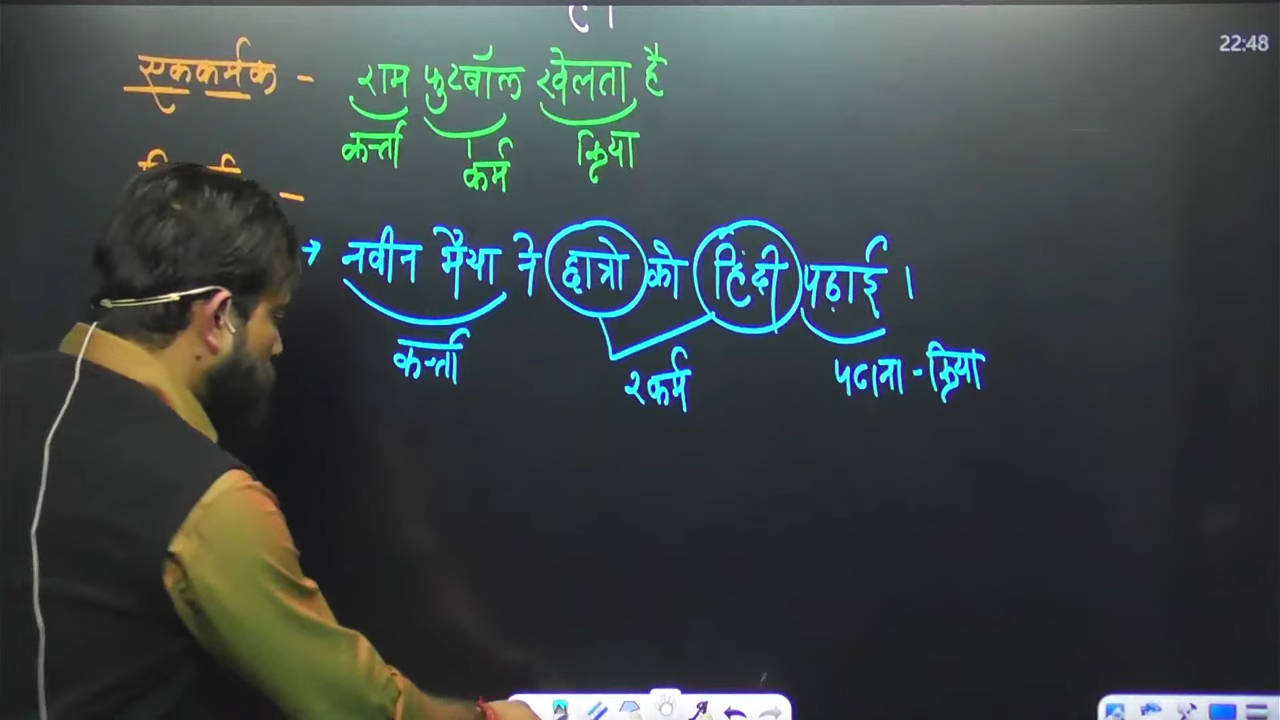 22:48
एककर्मक - राम फुटबॉल खेलता है
कर्त्ता कर्म क्रिया
→ नवीन भैया ने छात्रो को हिंदी पढ़ाई ।
कर्त्ता २कर्म पढाना - क्रिया